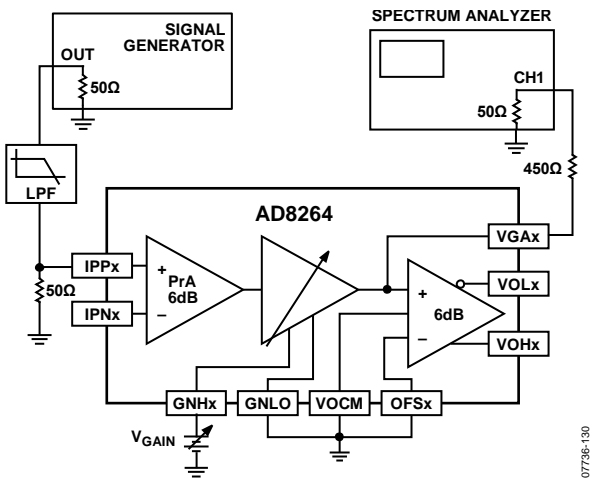 SIGNAL
GENERATOR
OUT
50Ω
SPECTRUM ANALYZER
CH1
50Ω
450Ω
LPF
AD8264
VGAx
IPPx
PrA
6dB
+
–
50Ω
IPNx
VOLx
+
6dB
–
VOHx
GNHx
GNLO
VOCM
OFSx
VGAIN
07736-130